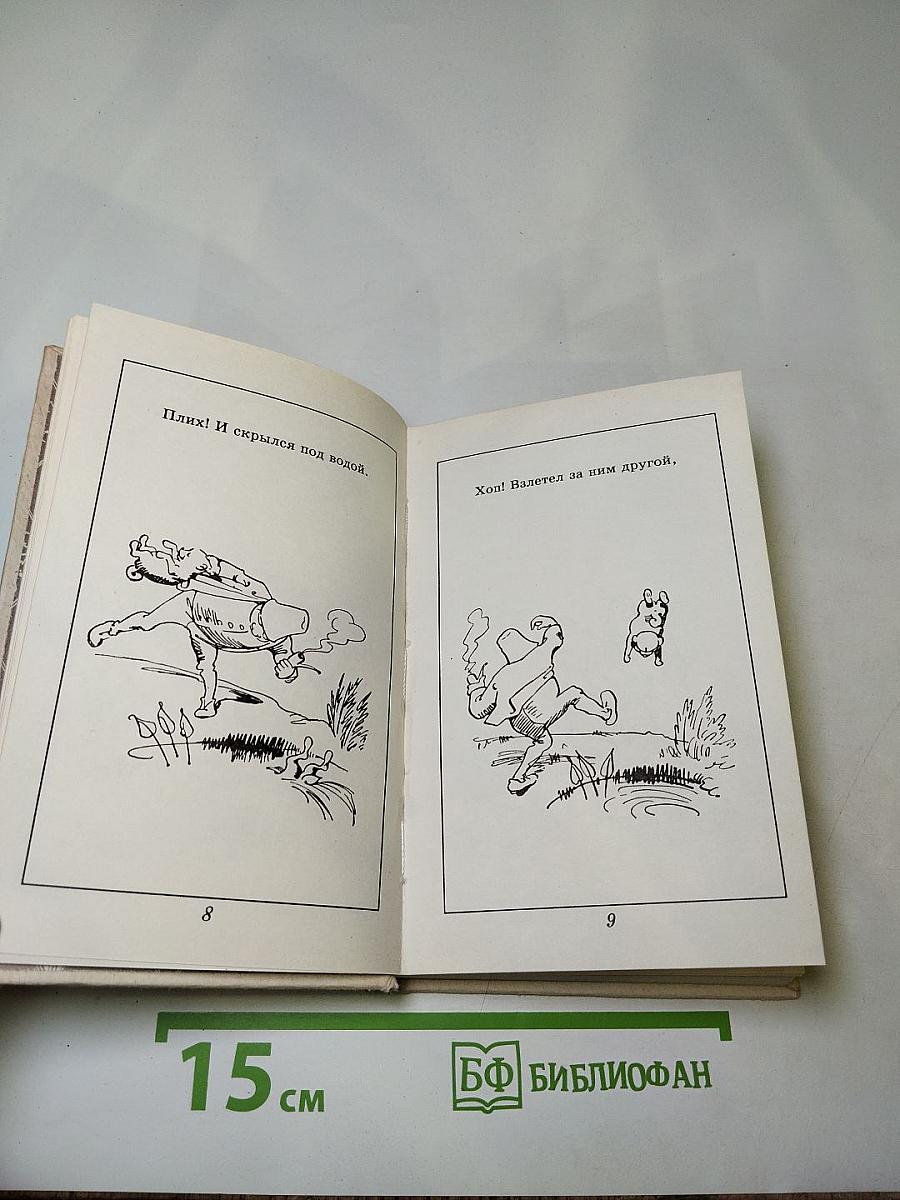 Плих! И скрылся под водой.
8
Хоп! Взлетел за ним другой,
9
15 см
БФ БИБЛИОФАН